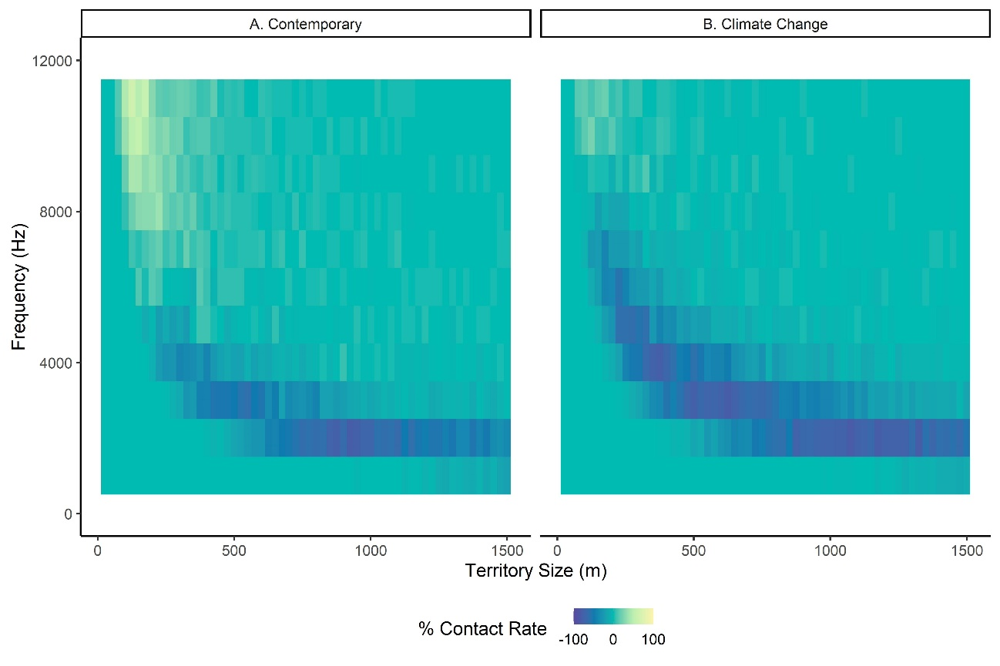 A. Contemporary
B. Climate Change
12000
8000
4000
0
Frequency (Hz)
0 500 1000 1500
0 500 1000 1500
Territory Size (m)
% Contact Rate
-100 0 100